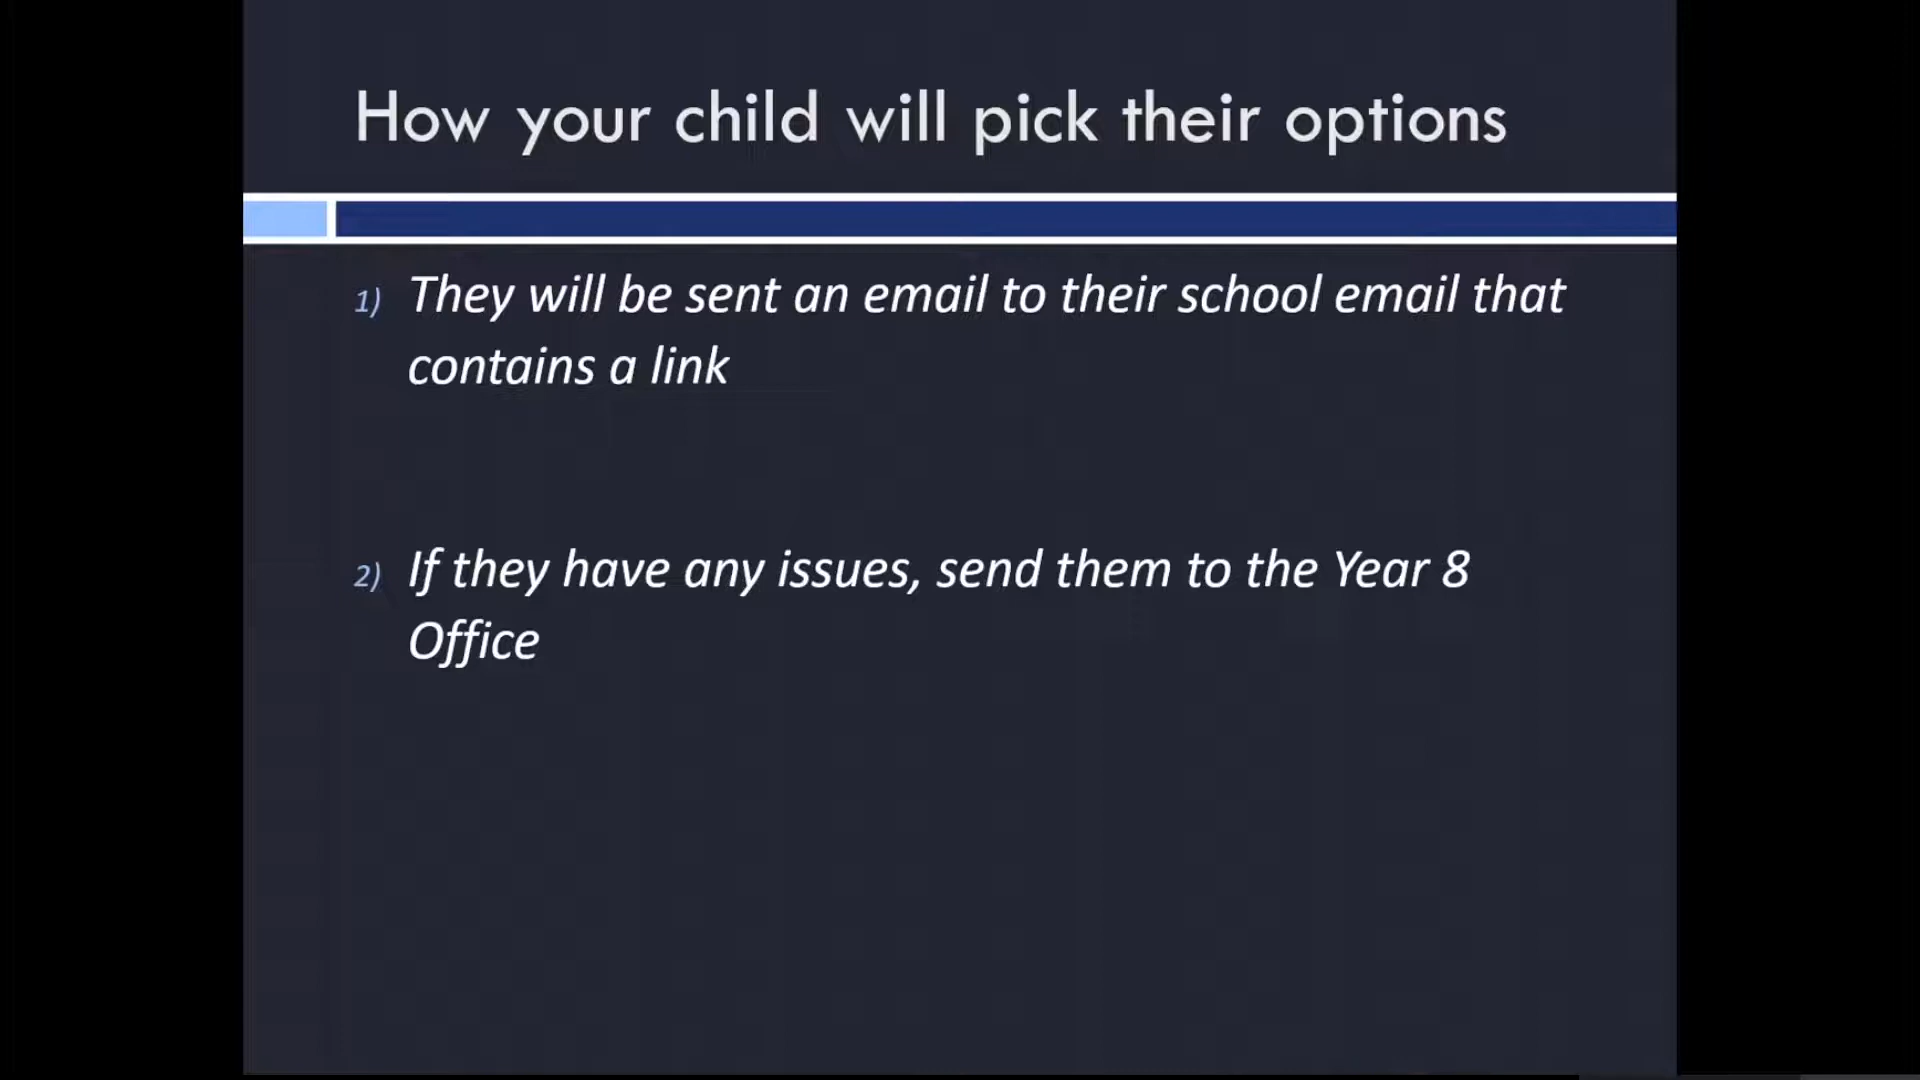 How your child will pick their options
1) They will be sent an email to their school email that
contains a link
2) If they have any issues, send them to the Year 8
Office